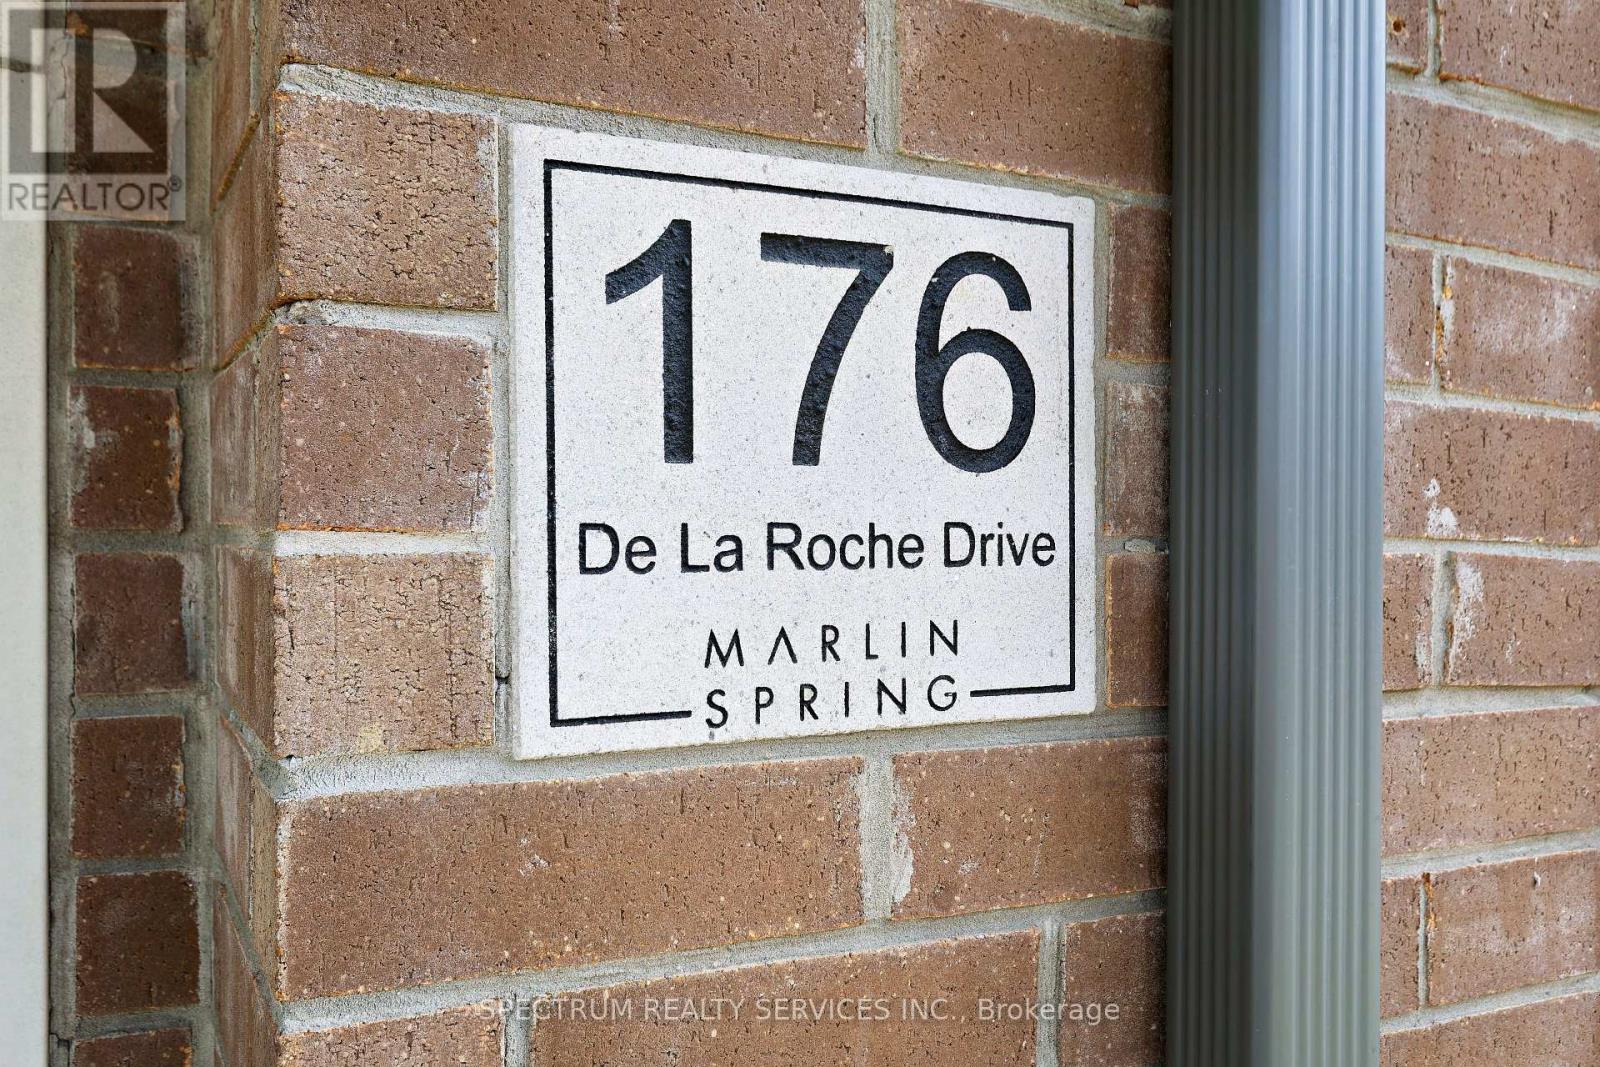 R
REALTOR®
176
De La Roche Drive
MARLIN
SPRING
SPECTRUM REALTY SERVICES INC., Brokerage